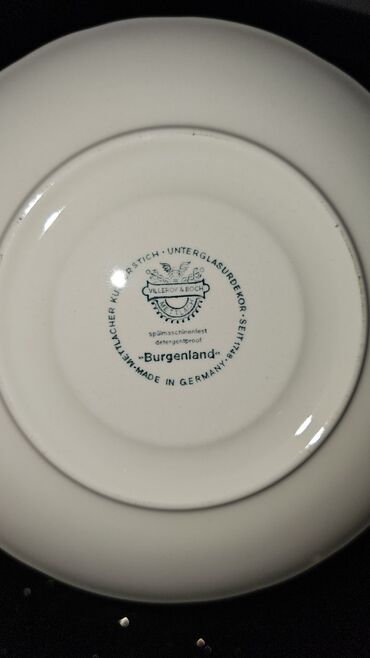 METTLACHER KUPFERSTICH · UNTERGLASURDEKOR · SEIT 1748 ·
VILLEROY & BOCH
METTLACH
spülmaschinenfest
detergentproof
"Burgenland"
MADE IN GERMANY ·